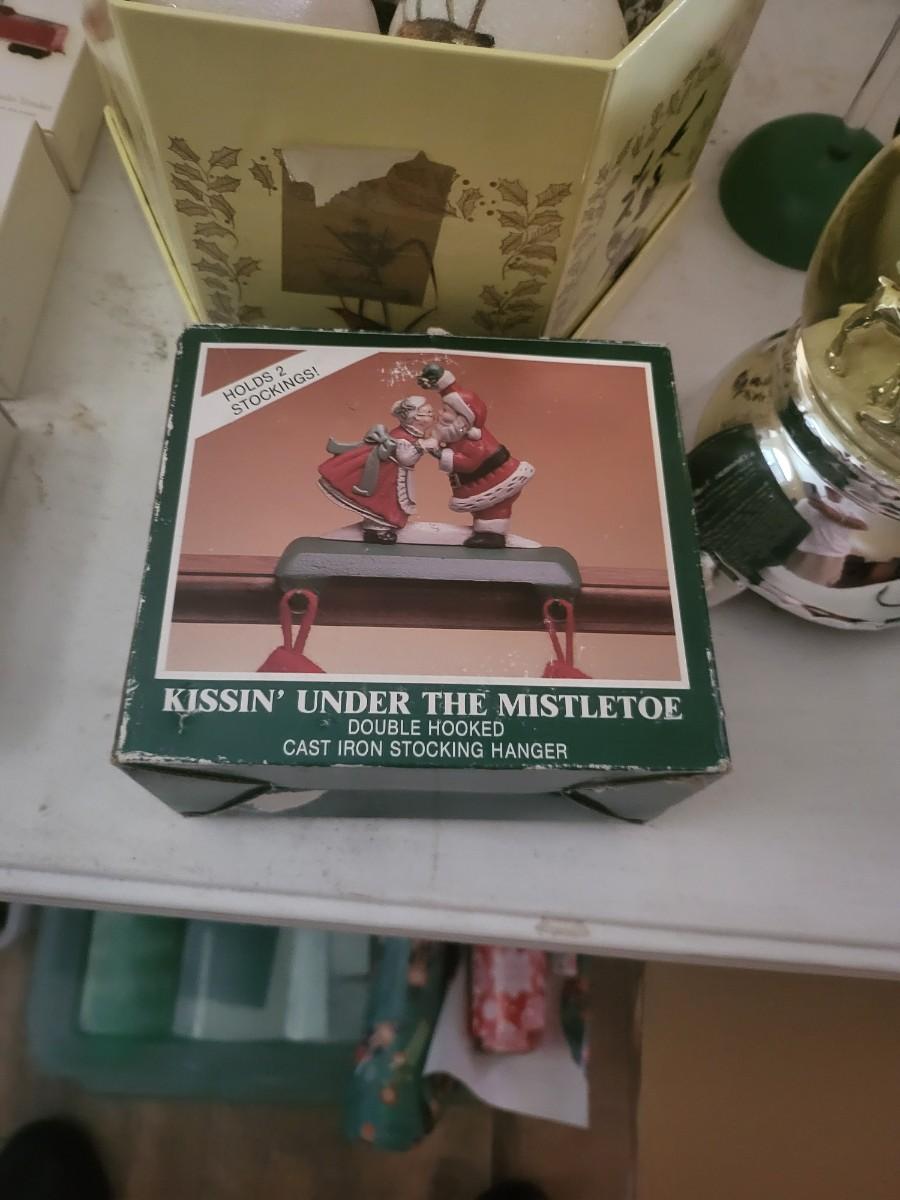 HOLDS 2
STOCKINGS!
KISSIN' UNDER THE MISTLETOE
DOUBLE HOOKED
CAST IRON STOCKING HANGER